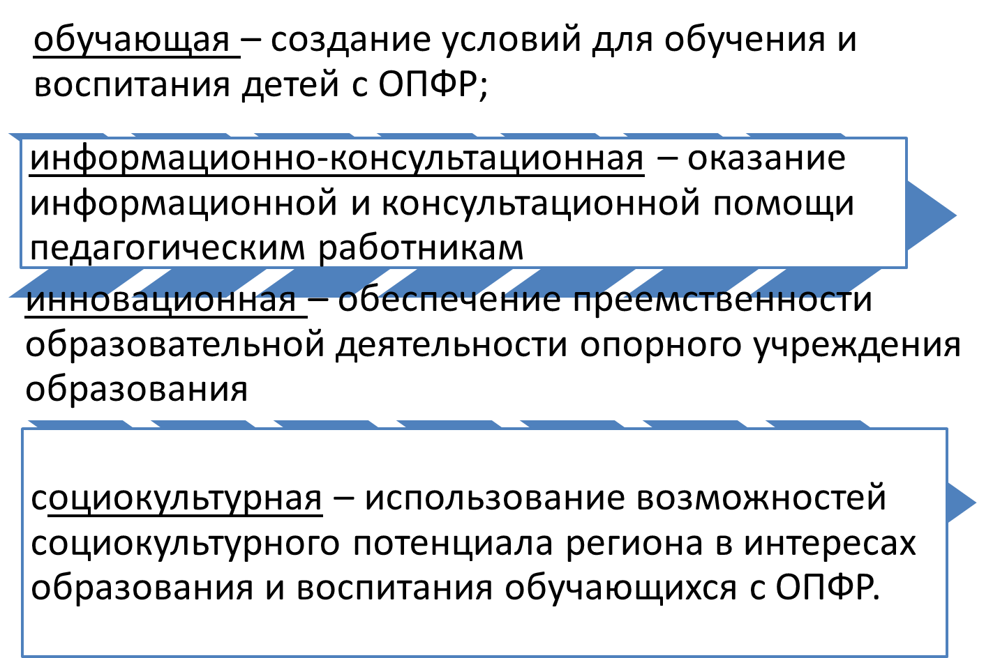 обучающая – создание условий для обучения и
воспитания детей с ОПФР;
информационно-консультационная – оказание
информационной и консультационной помощи
педагогическим работникам
инновационная – обеспечение преемственности
образовательной деятельности опорного учреждения
образования
социокультурная – использование возможностей
социокультурного потенциала региона в интересах
образования и воспитания обучающихся с ОПФР.